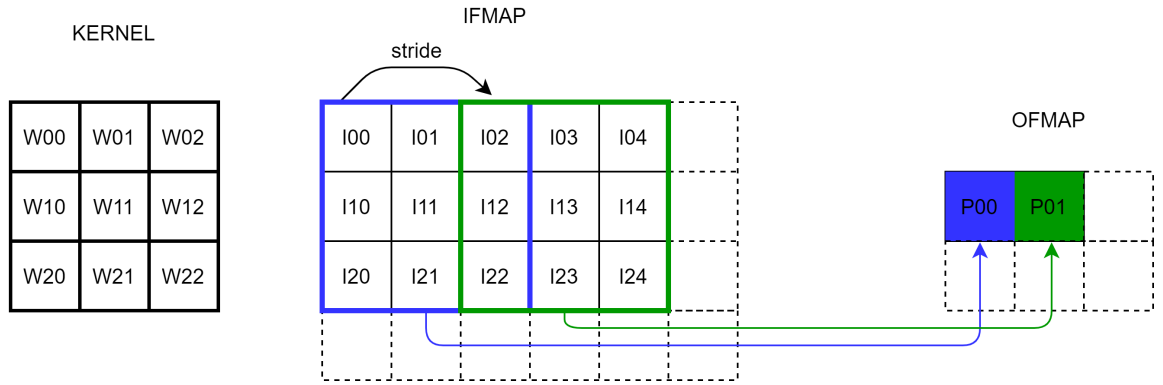 IFMAP
KERNEL
stride
OFMAP
W00 W01 W02
I00 I01 I02 I03 I04
W10 W11 W12
I10 I11 I12 I13 I14
P00 P01
W20 W21 W22
I20 I21 I22 I23 I24